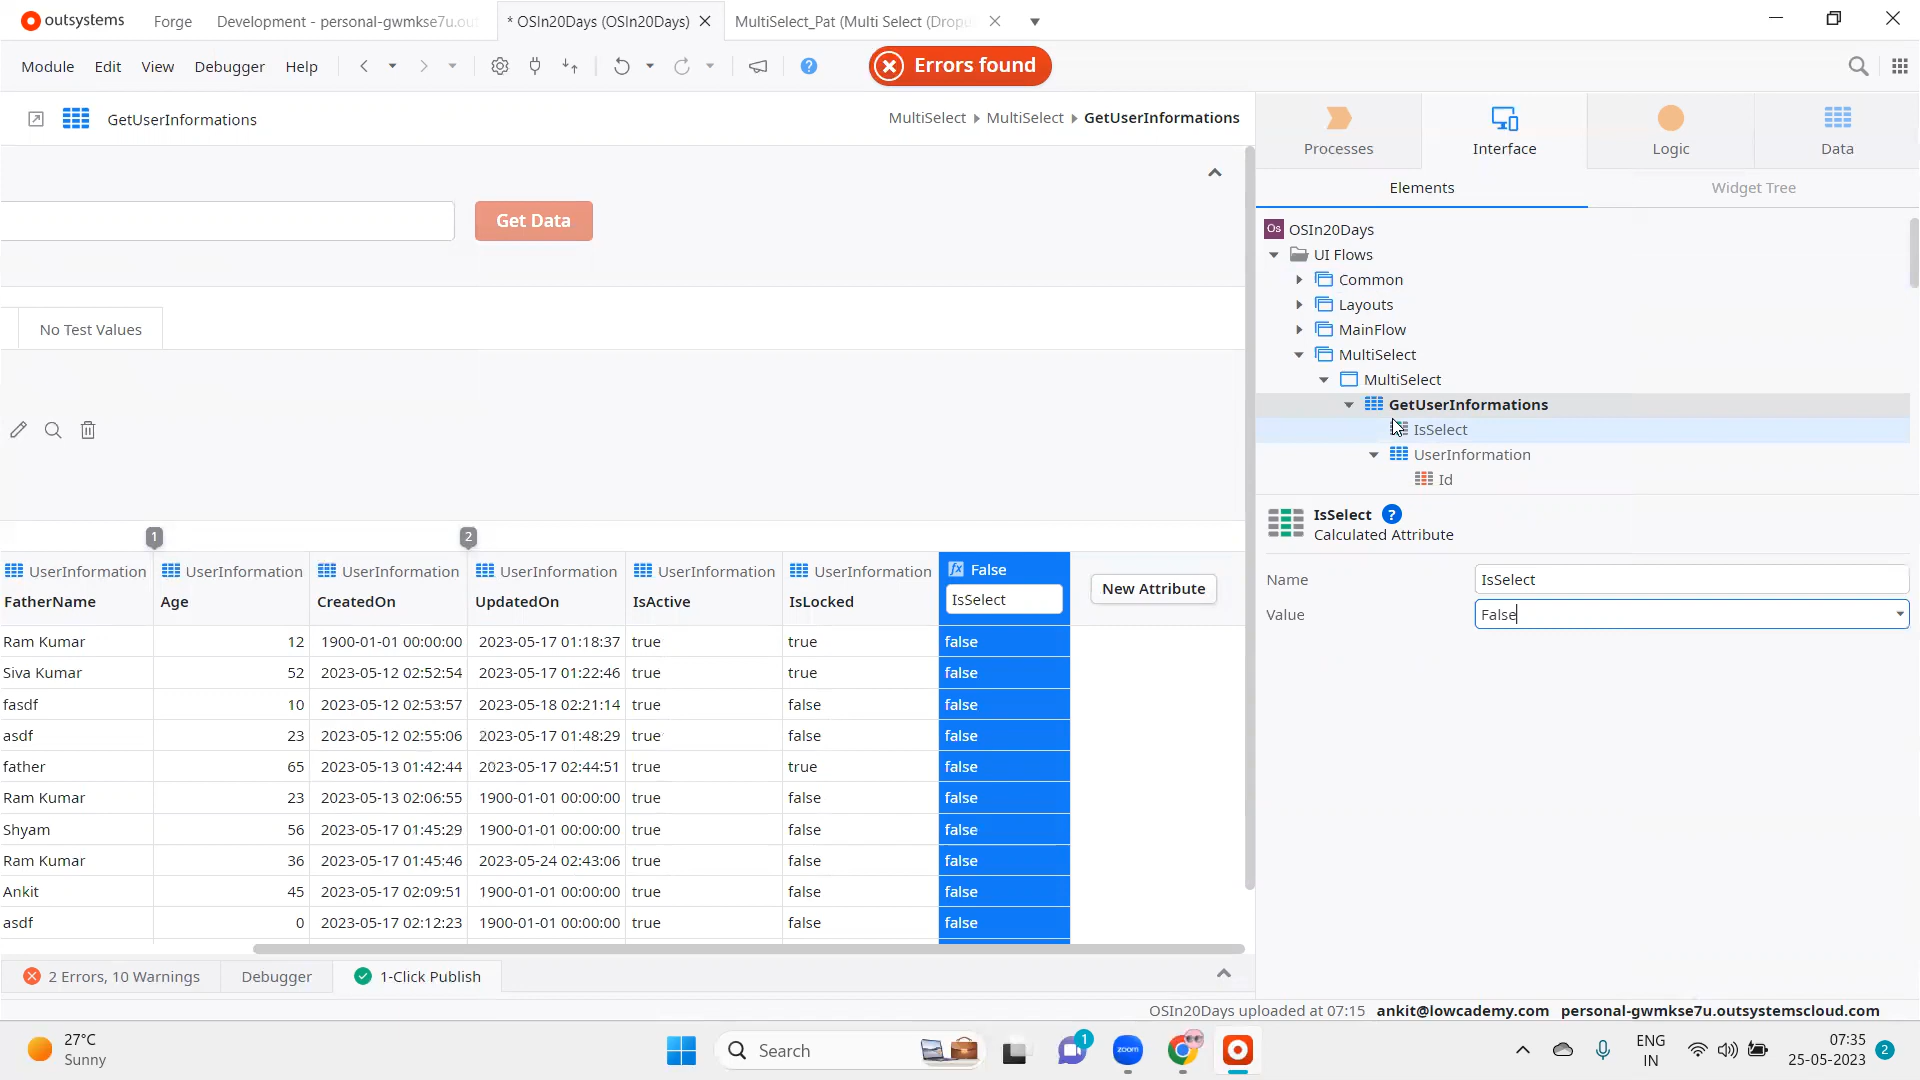 outsystems Forge Development - personal-gwmkse7u.ou * OSIn20Days (OSIn20Days) MultiSelect_Pat (Multi Select (Drop
Module Edit View Debugger Help Errors found
GetUserInformations MultiSelect MultiSelect GetUserInformations
Processes Interface Logic Data
Elements Widget Tree
Get Data
No Test Values
Os OSIn20Days
UI Flows
Common
Layouts
MainFlow
MultiSelect
MultiSelect
GetUserInformations
IsSelect
UserInformation
Id
IsSelect ?
Calculated Attribute
Name IsSelect
Value False
1 2
UserInformation UserInformation UserInformation UserInformation UserInformation UserInformation fx False
FatherName Age CreatedOn UpdatedOn IsActive IsLocked IsSelect New Attribute
Ram Kumar 12 1900-01-01 00:00:00 2023-05-17 01:18:37 true true false
Siva Kumar 52 2023-05-12 02:52:54 2023-05-17 01:22:46 true true false
fasdf 10 2023-05-12 02:53:57 2023-05-18 02:21:14 true false false
asdf 23 2023-05-12 02:55:06 2023-05-17 01:48:29 true false false
father 65 2023-05-13 01:42:44 2023-05-17 02:44:51 true true false
Ram Kumar 23 2023-05-13 02:06:55 1900-01-01 00:00:00 true false false
Shyam 56 2023-05-17 01:45:29 1900-01-01 00:00:00 true false false
Ram Kumar 36 2023-05-17 01:45:46 2023-05-24 02:43:06 true false false
Ankit 45 2023-05-17 02:09:51 1900-01-01 00:00:00 true false false
asdf 0 2023-05-17 02:12:23 1900-01-01 00:00:00 true false false
2 Errors, 10 Warnings Debugger 1-Click Publish
OSIn20Days uploaded at 07:15 ankit@lowcademy.com personal-gwmkse7u.outsystemscloud.com
27°C
Sunny
Search
1
zoom
ENG
IN
07:35
25-05-2023
2